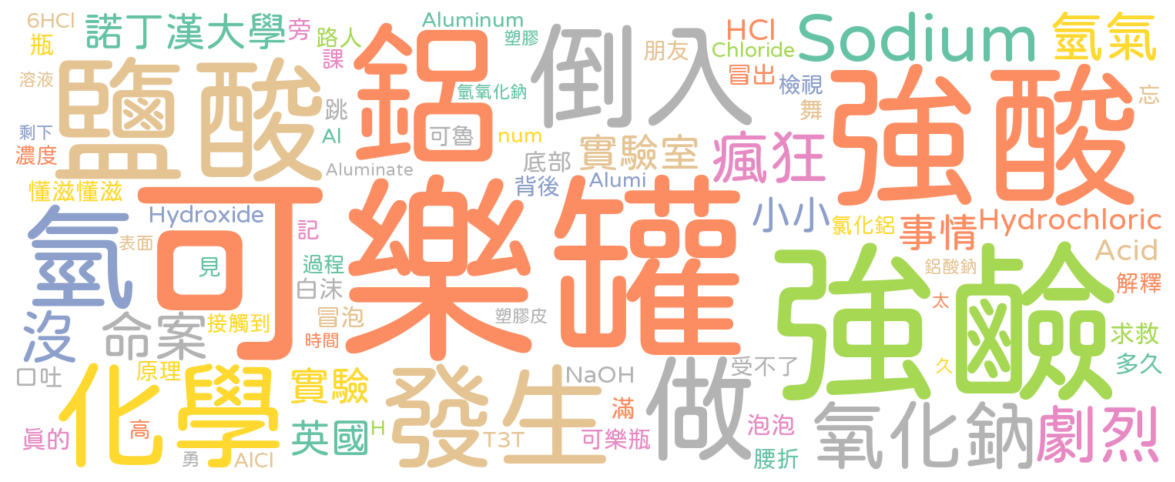 6HCl
瓶
諾丁漢大學
旁
路人
課
Aluminum
塑膠
倒入
朋友
HCl
Chloride
冒出
Sodium
氫氣
溶液
鹽酸
鋁
氫氧化鈉
檢視
舞
強酸
忘
剩下
濃度
跳
Al
可魯
num
Aluminate
底部
實驗室
瘋狂
懂滋懂滋
背後
Alumi
氫
Hydroxide
可樂罐
記
小小
氯化鋁
事情
Hydrochloric
表面
見
過程
白沫
鋁酸鈉
Acid
解釋
太
強鹼
沒
命案
接觸到
冒泡
時間
塑膠皮
求救
口吐
化學
原理
實驗
發生
NaOH
做
受不了
久
多久
眞的
高
勇
AlCl
英國
H
T3T
滿
可樂瓶
泡泡
腰折
氧化鈉
劇烈